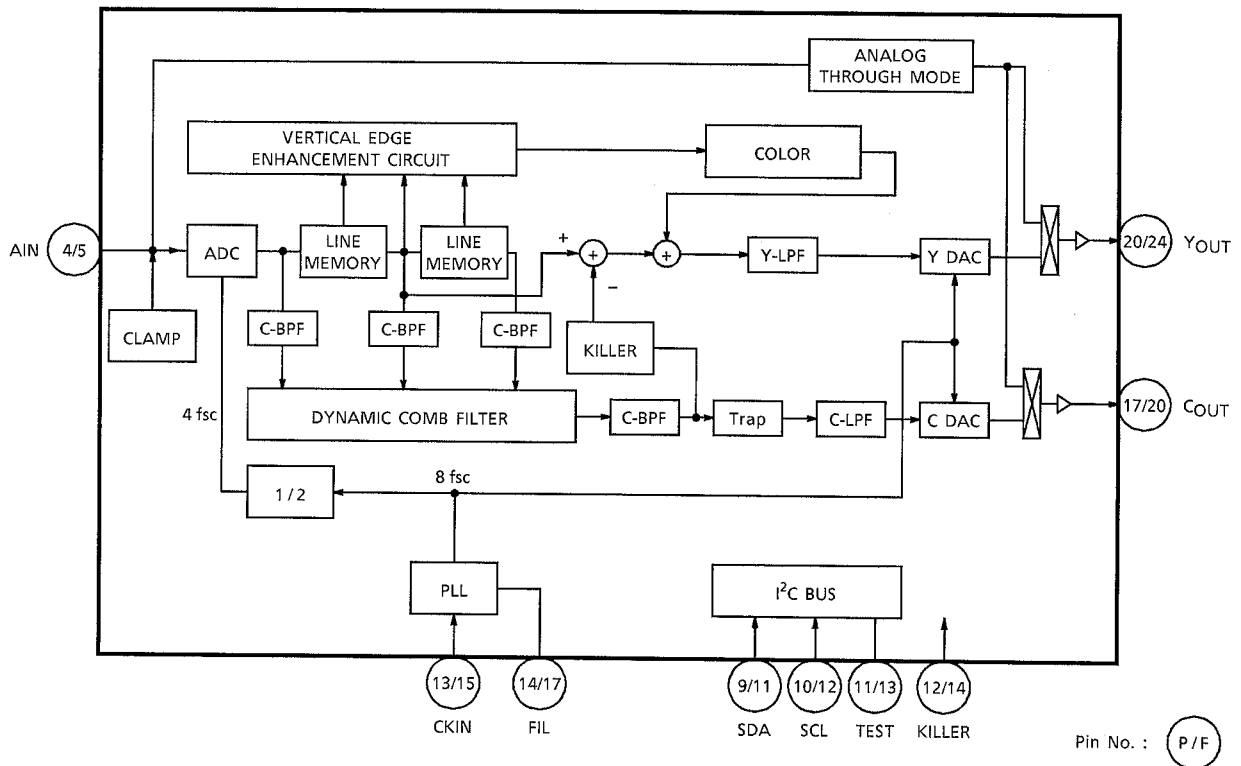 ANALOG
THROUGH MODE
VERTICAL EDGE
ENHANCEMENT CIRCUIT
COLOR
AIN
4/5
ADC
LINE
MEMORY
LINE
MEMORY
+
+
+
−
Y-LPF
Y DAC
20/24
YOUT
CLAMP
C-BPF
C-BPF
C-BPF
KILLER
4 fsc
DYNAMIC COMB FILTER
C-BPF
Trap
C-LPF
C DAC
17/20
COUT
1/2
8 fsc
PLL
I²C BUS
13/15
14/17
9/11
10/12
11/13
12/14
CKIN
FIL
SDA
SCL
TEST
KILLER
Pin No. :
P/F